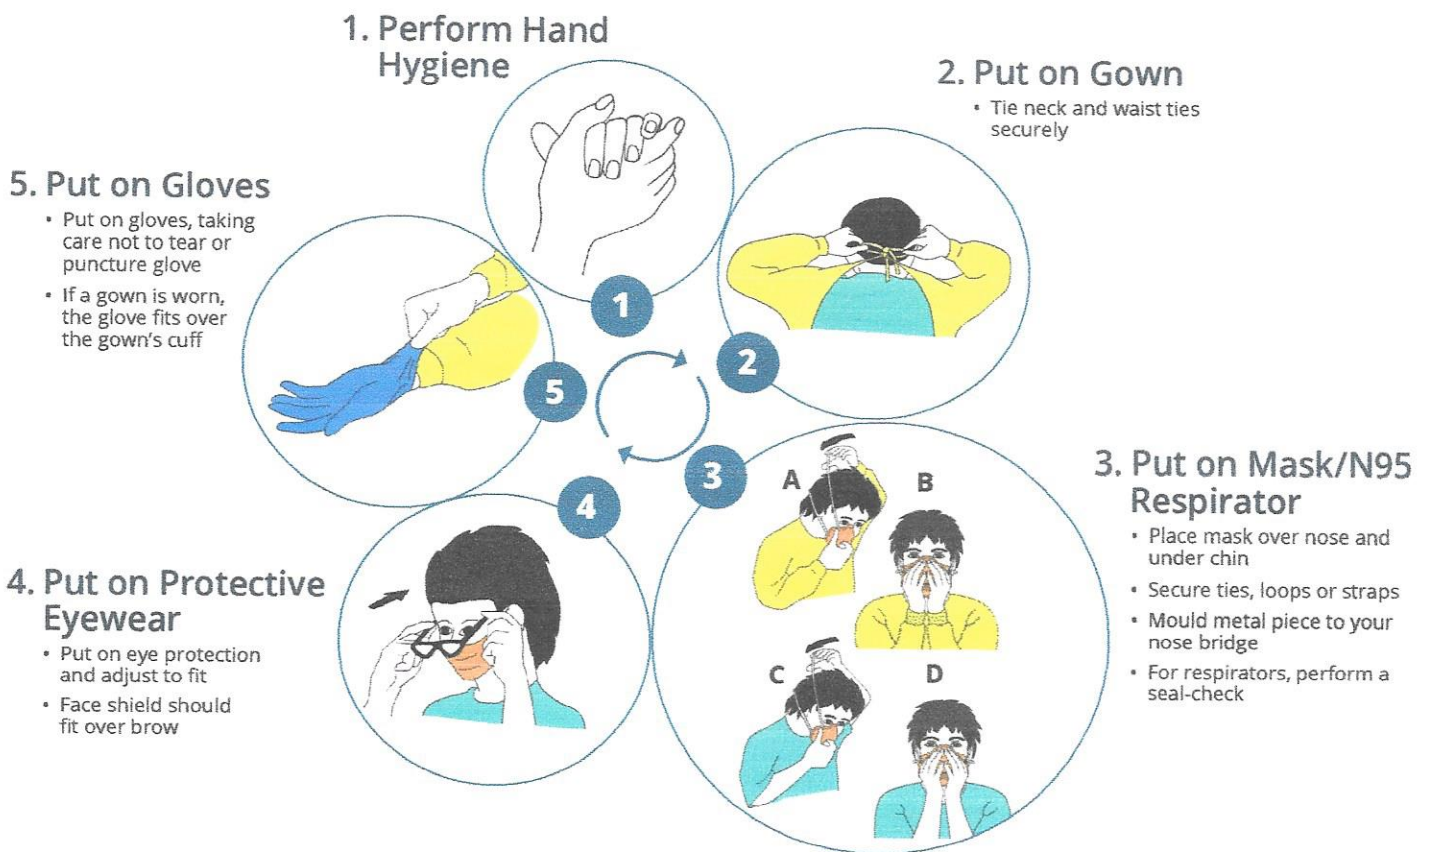 1. Perform Hand
Hygiene
2. Put on Gown
• Tie neck and waist ties
securely
3. Put on Mask/N95
Respirator
• Place mask over nose and
under chin
• Secure ties, loops or straps
• Mould metal piece to your
nose bridge
• For respirators, perform a
seal-check
4. Put on Protective
Eyewear
• Put on eye protection
and adjust to fit
• Face shield should
fit over brow
5. Put on Gloves
• Put on gloves, taking
care not to tear or
puncture glove
• If a gown is worn,
the glove fits over
the gown's cuff
1
2
3
4
5
A
B
C
D